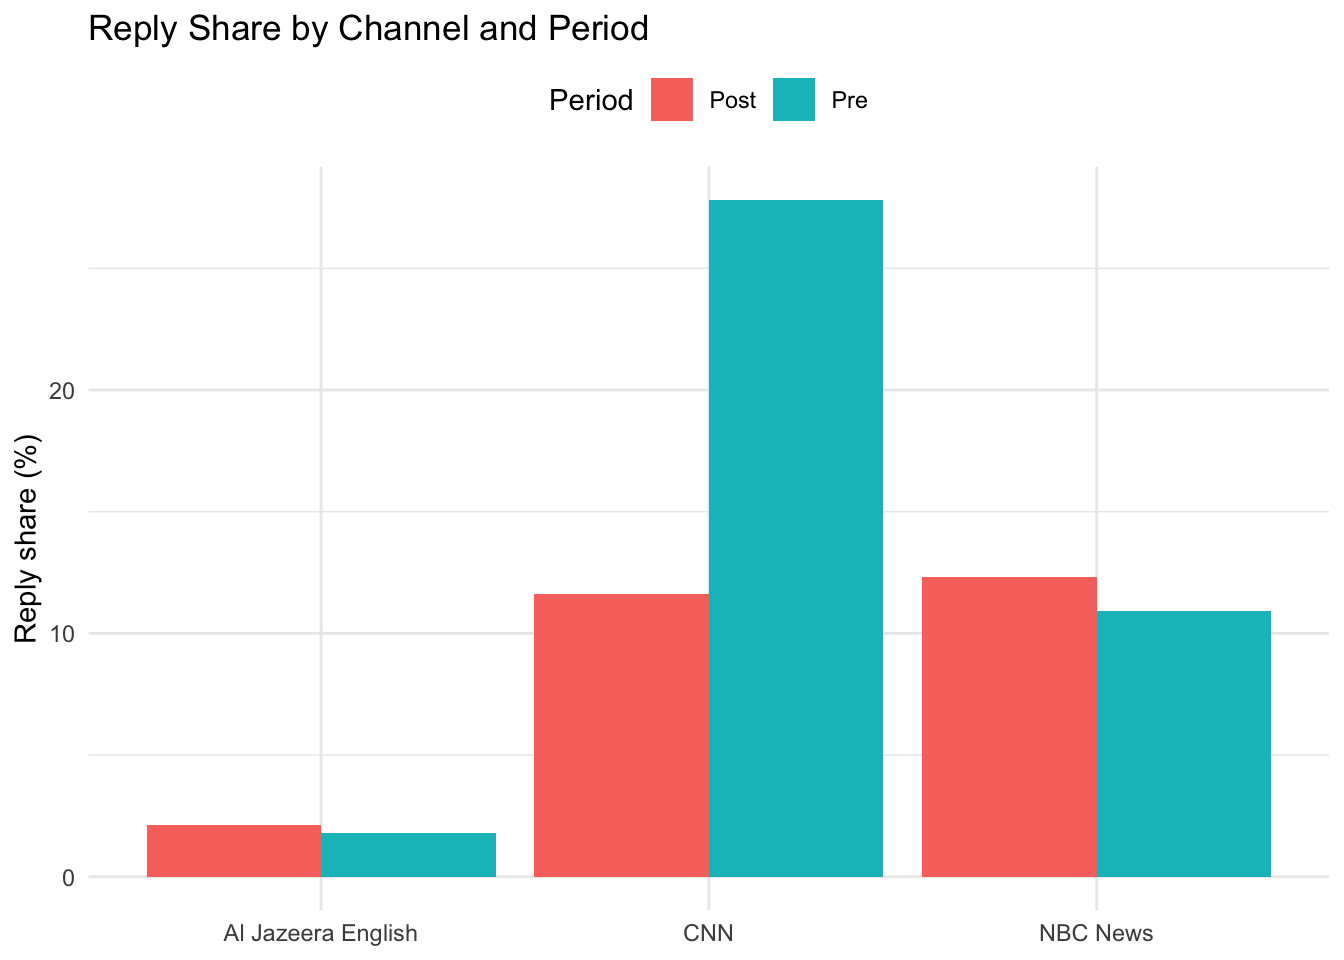 Reply Share by Channel and Period
Period Post Pre
Reply share (%)
20
10
0
Al Jazeera English CNN NBC News